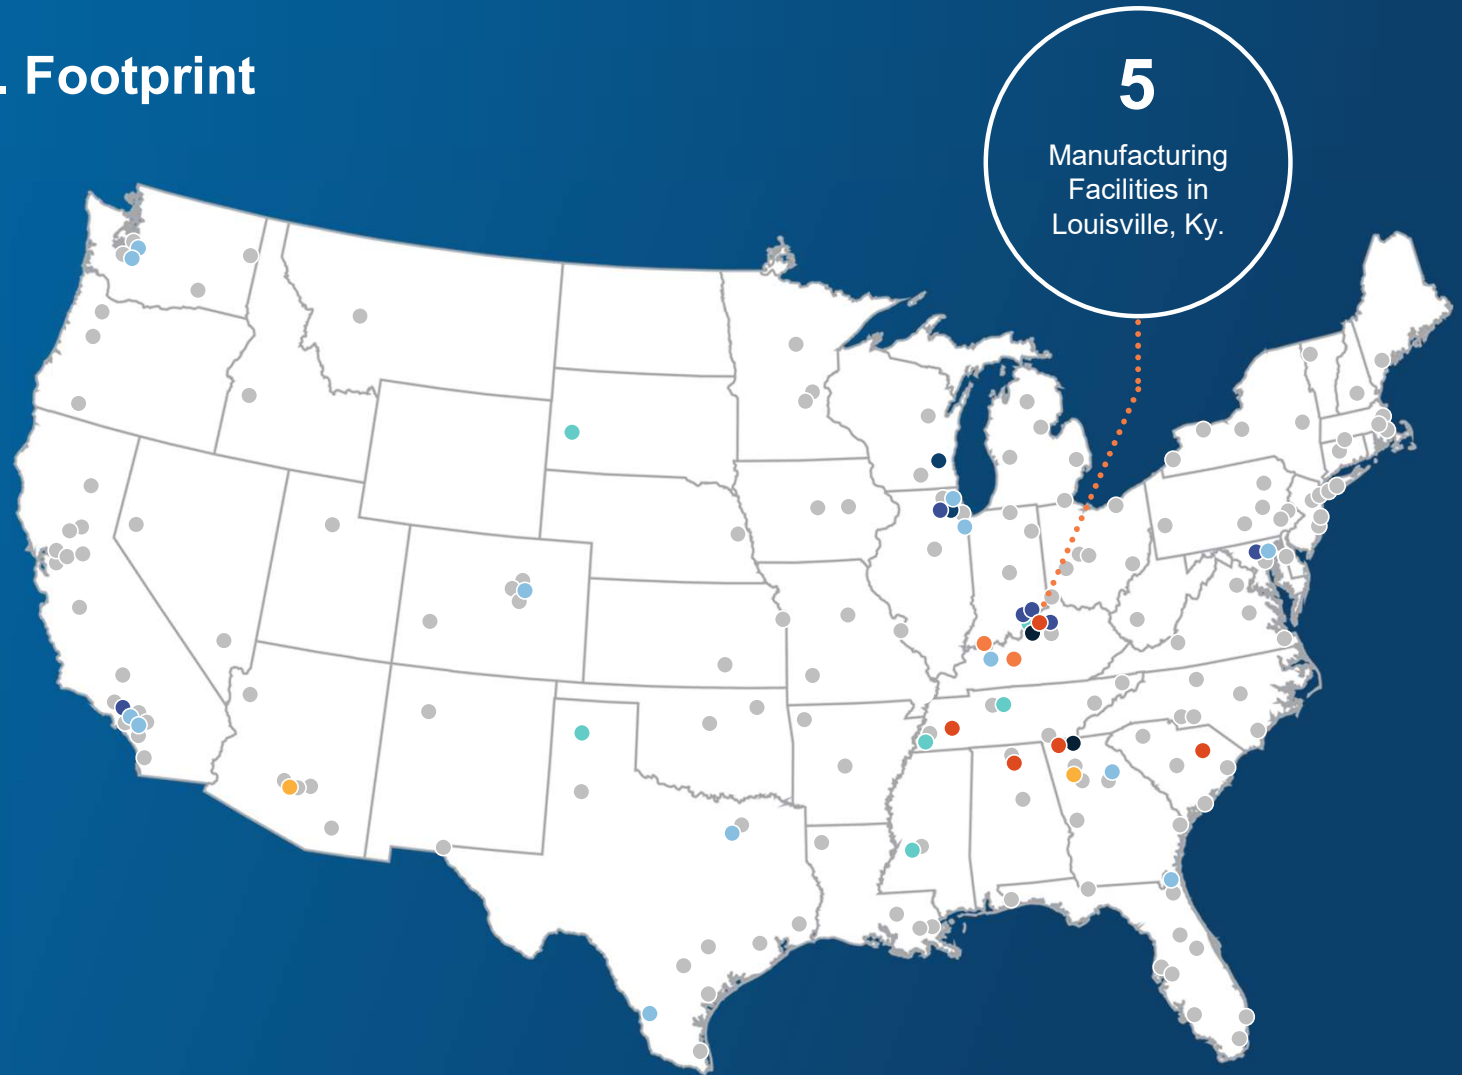 . Footprint
5
Manufacturing
Facilities in
Louisville, Ky.